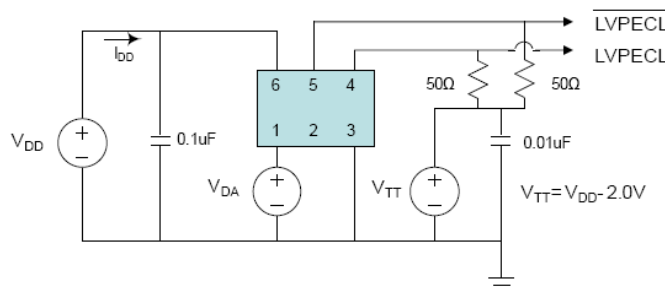 LVPECL
I_DD
LVPECL
6 5 4
50Ω 50Ω
V_DD
0.1uF
1 2 3
0.01uF
V_DA
V_TT
V_TT = V_DD - 2.0V